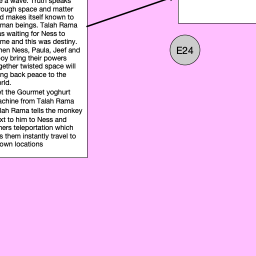 a wave. Truth speaks
rough space and matter
d makes itself known to
man beings. Talah Rama
s waiting for Ness to
me and this was destiny.
hen Ness, Paula, Jeef and
oy bring their powers
gether twisted space will
ng back peace to the
rld.
t the Gourmet yoghurt
achine from Talah Rama
lah Rama tells the monkey
xt to him to Ness and
hers teleportation which
s them instantly travel to
own locations
E24